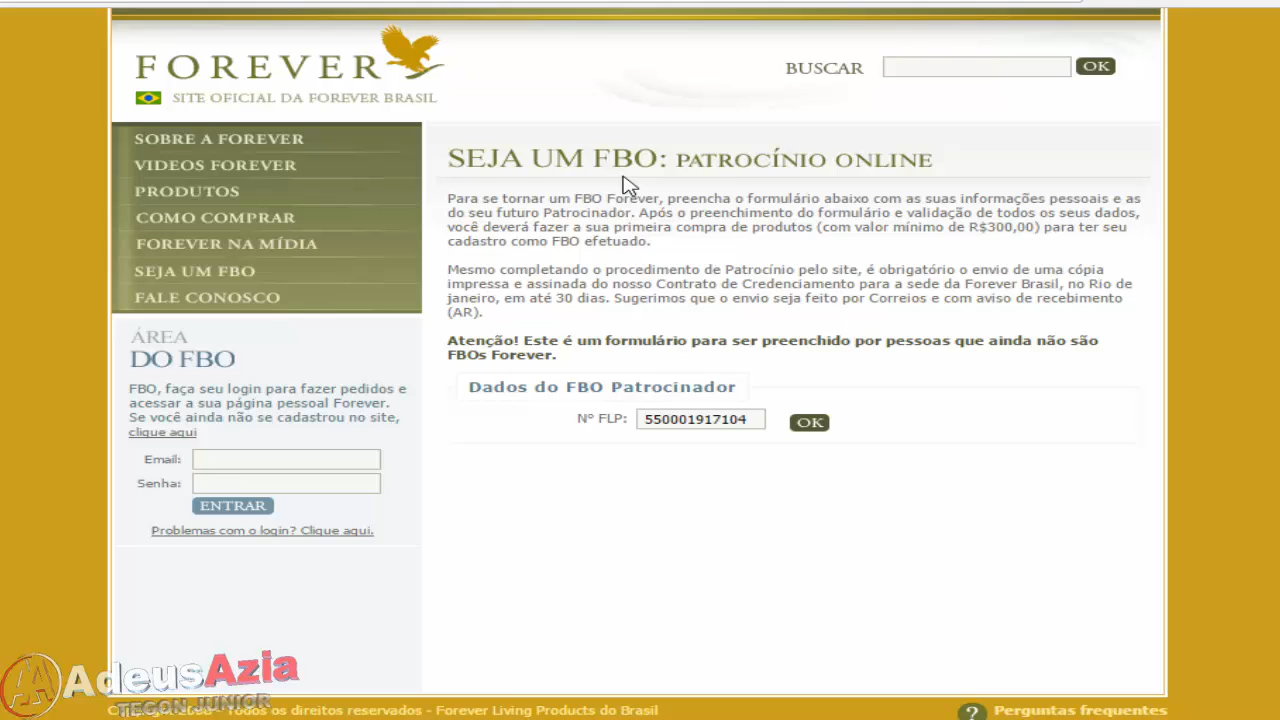 FOREVER
SITE OFICIAL DA FOREVER BRASIL
BUSCAR
OK
SOBRE A FOREVER
VIDEOS FOREVER
PRODUTOS
COMO COMPRAR
FOREVER NA MÍDIA
SEJA UM FBO
FALE CONOSCO
ÁREA
DO FBO
FBO, faça seu login para fazer pedidos e
acessar a sua página pessoal Forever.
Se você ainda não se cadastrou no site,
clique aqui
Email:
Senha:
ENTRAR
Problemas com o login? Clique aqui.
SEJA UM FBO: PATROCÍNIO ONLINE
Para se tornar um FBO Forever, preencha o formulário abaixo com as suas informações pessoais e as
do seu futuro Patrocinador. Após o preenchimento do formulário e validação de todos os seus dados,
você deverá fazer a sua primeira compra de produtos (com valor mínimo de R$300,00) para ter seu
cadastro como FBO efetuado.
Mesmo completando o procedimento de Patrocínio pelo site, é obrigatório o envio de uma cópia
impressa e assinada do nosso Contrato de Credenciamento para a sede da Forever Brasil, no Rio de
janeiro, em até 30 dias. Sugerimos que o envio seja feito por Correios e com aviso de recebimento
(AR).
Atenção! Este é um formulário para ser preenchido por pessoas que ainda não são
FBOs Forever.
Dados do FBO Patrocinador
N° FLP: 550001917104 OK
AdeusAzia
TEGON JUNIOR
Todos os direitos reservados - Forever Living Products do Brasil
? Perguntas frequentes